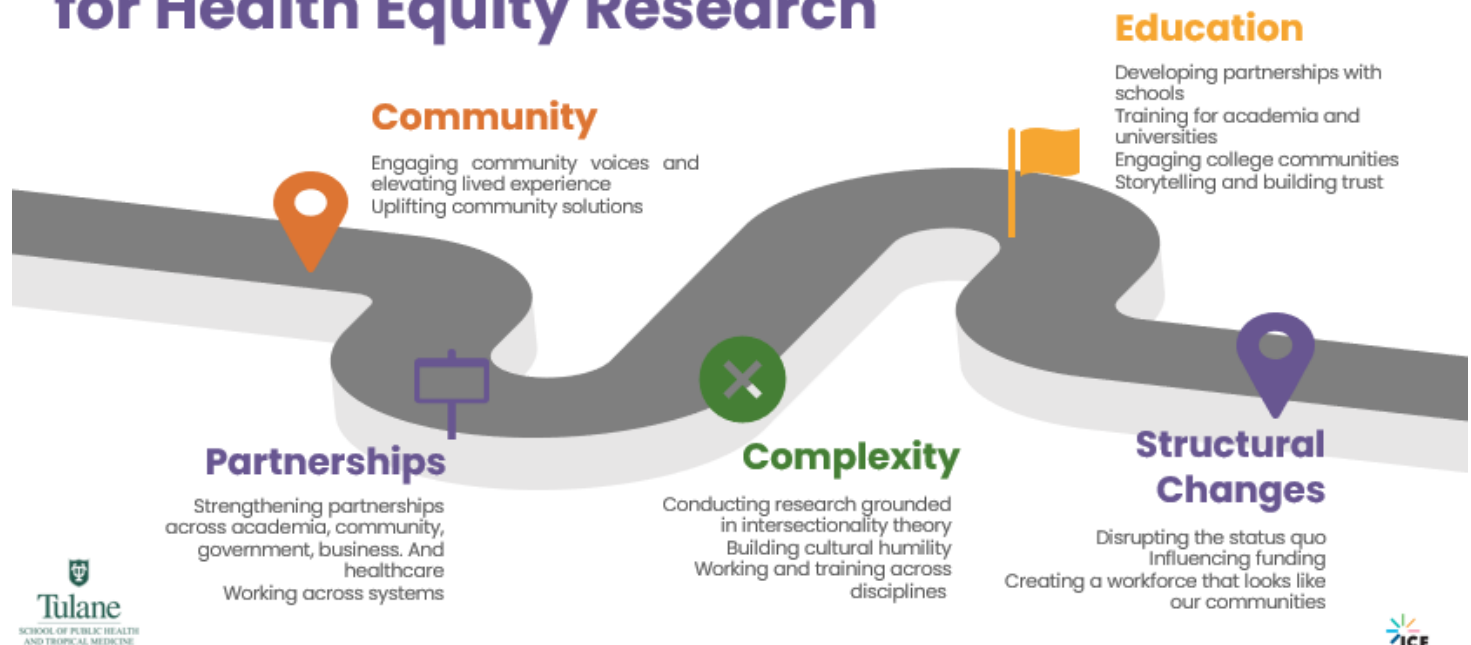 for Health Equity Research
Community
Engaging community voices and
elevating lived experience
Uplifting community solutions
Education
Developing partnerships with
schools
Training for academia and
universities
Engaging college communities
Storytelling and building trust
Partnerships
Strengthening partnerships
across academia, community,
government, business. And
healthcare
Working across systems
Complexity
Conducting research grounded
in intersectionality theory
Building cultural humility
Working and training across
disciplines
Structural
Changes
Disrupting the status quo
Influencing funding
Creating a workforce that looks like
our communities
Tulane
SCHOOL OF PUBLIC HEALTH
AND TROPICAL MEDICINE
ICF